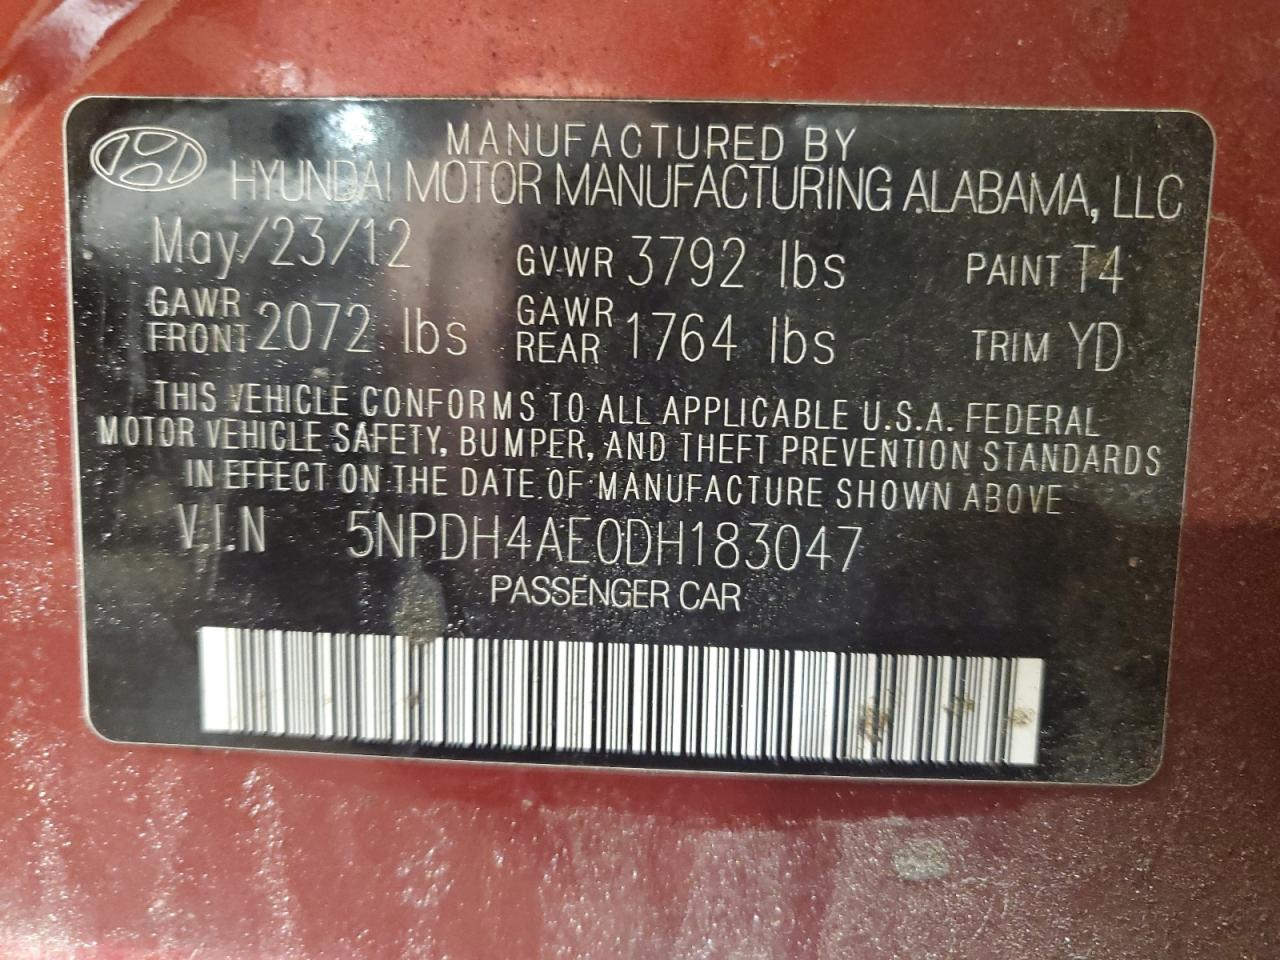 MANUFACTURED BY
HYUNDAI MOTOR MANUFACTURING ALABAMA, LLC
May/23/12 GVWR 3792 lbs PAINT T4
GAWR FRONT 2072 lbs GAWR REAR 1764 lbs TRIM YD
THIS VEHICLE CONFORMS TO ALL APPLICABLE U.S.A. FEDERAL
MOTOR VEHICLE SAFETY, BUMPER, AND THEFT PREVENTION STANDARDS
IN EFFECT ON THE DATE OF MANUFACTURE SHOWN ABOVE
V.I.N 5NPDH4AE0DH183047
PASSENGER CAR